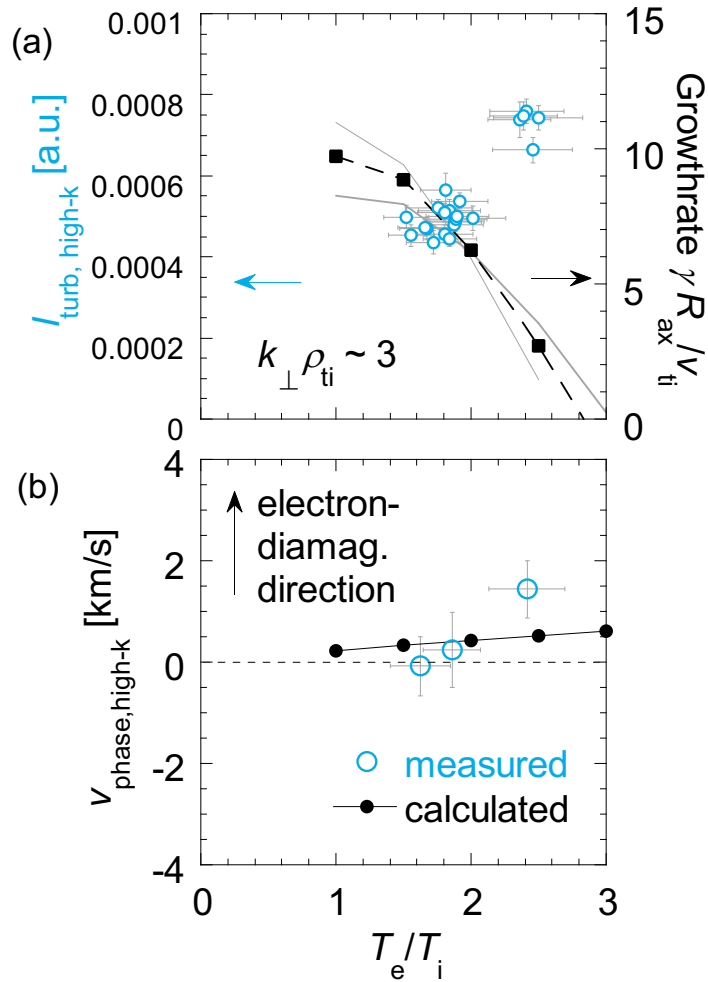 (a)
0.001
0.0008
0.0006
0.0004
0.0002
0
I turb, high-k [a.u.]
15
10
5
0
Growthrate γ R_ax/v_ti
k⊥ρ_ti ~ 3
(b)
4
2
0
-2
-4
v_phase,high-k [km/s]
electron-
diamag.
direction
measured
calculated
0
1
2
3
T_e/T_i